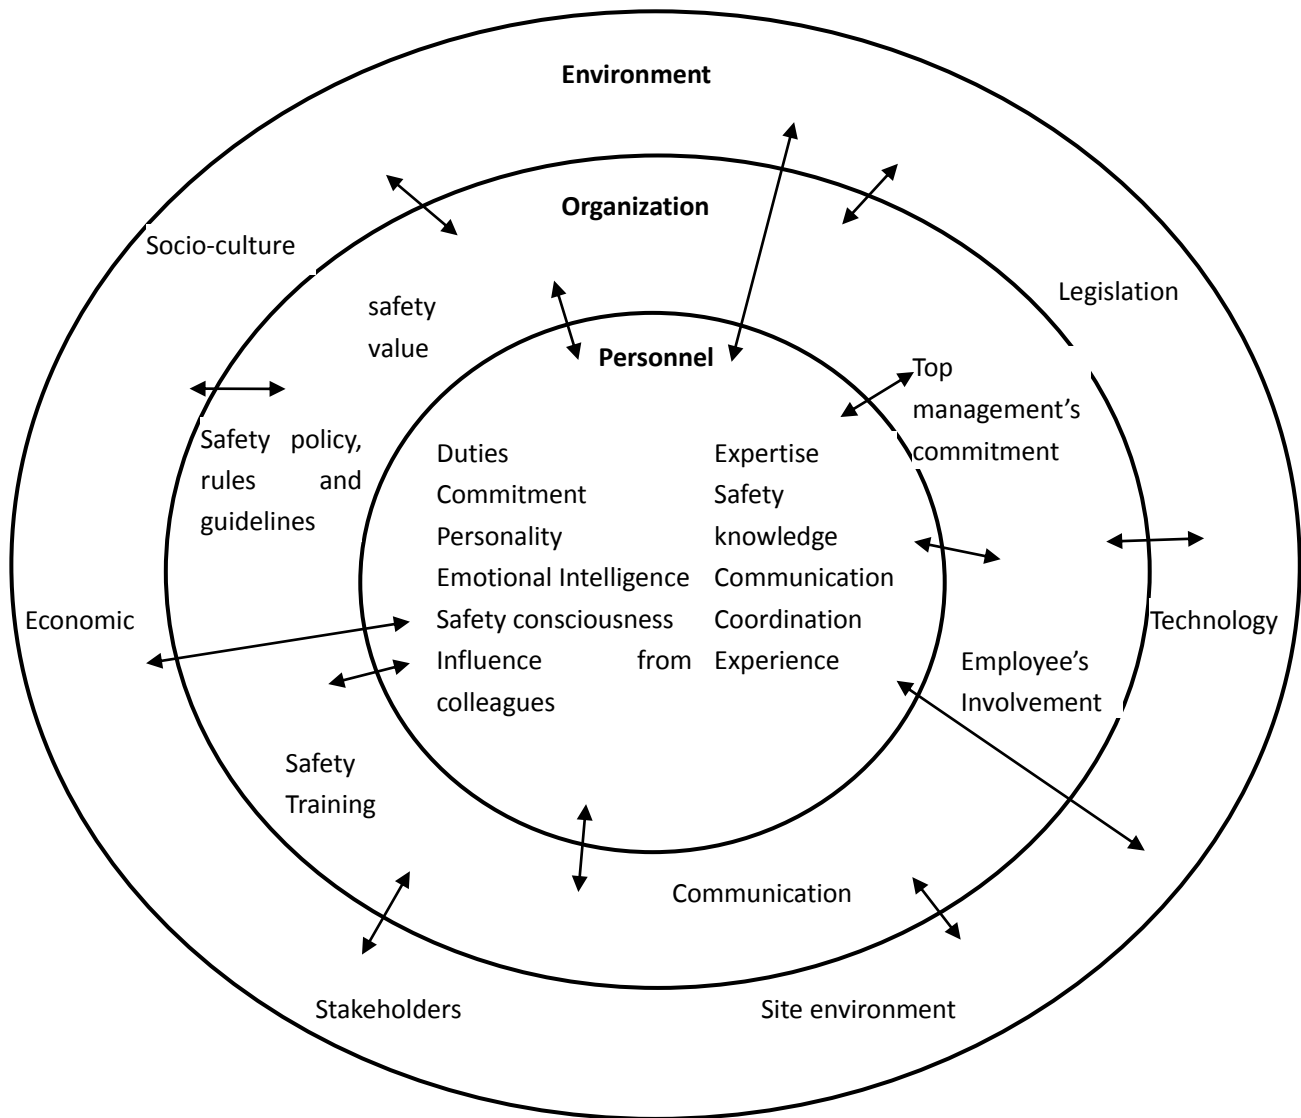 Environment
Organization
Socio-culture
Legislation
safety
value
Personnel
Top
management's
commitment
Safety policy,
rules and
guidelines
Duties
Commitment
Personality
Emotional Intelligence
Safety consciousness
Influence from
colleagues
Expertise
Safety
knowledge
Communication
Coordination
Experience
Economic
Technology
Employee's
Involvement
Safety
Training
Communication
Stakeholders
Site environment